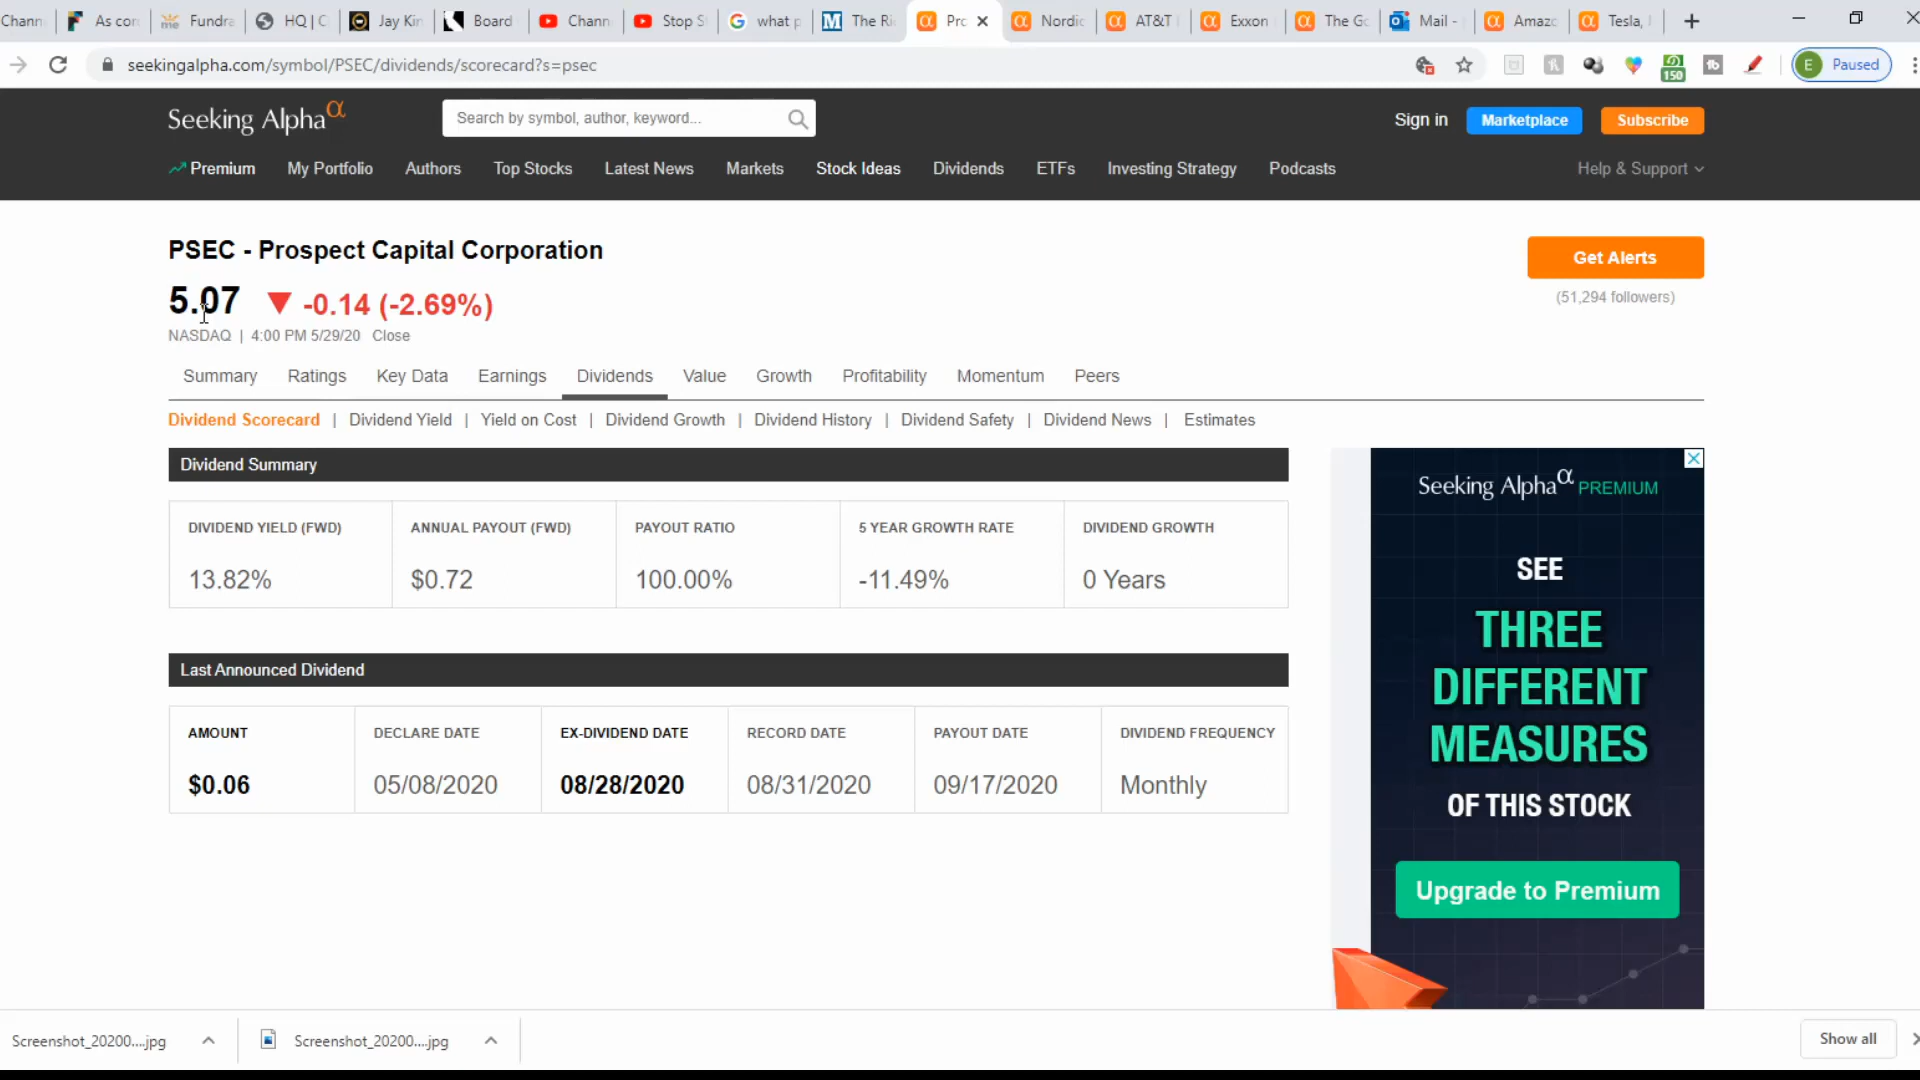 Chann As con Fundra HQ | C Jay Kin Board Chann Stop S what p The Ri Pro Nordic AT&T Exxon The Go Mail - Amazo Tesla,
seekingalpha.com/symbol/PSEC/dividends/scorecard?s=psec
150
E Paused
Seeking Alpha α
Search by symbol, author, keyword...
Sign in
Marketplace
Subscribe
Premium My Portfolio Authors Top Stocks Latest News Markets Stock Ideas Dividends ETFs Investing Strategy Podcasts Help & Support
PSEC - Prospect Capital Corporation
Get Alerts
(51,294 followers)
5.07 ▼ -0.14 (-2.69%)
NASDAQ | 4:00 PM 5/29/20 Close
Summary Ratings Key Data Earnings Dividends Value Growth Profitability Momentum Peers
Dividend Scorecard | Dividend Yield | Yield on Cost | Dividend Growth | Dividend History | Dividend Safety | Dividend News | Estimates
Dividend Summary
DIVIDEND YIELD (FWD) ANNUAL PAYOUT (FWD) PAYOUT RATIO 5 YEAR GROWTH RATE DIVIDEND GROWTH
13.82% $0.72 100.00% -11.49% 0 Years
Last Announced Dividend
AMOUNT DECLARE DATE EX-DIVIDEND DATE RECORD DATE PAYOUT DATE DIVIDEND FREQUENCY
$0.06 05/08/2020 08/28/2020 08/31/2020 09/17/2020 Monthly
Seeking Alpha α PREMIUM
SEE
THREE
DIFFERENT
MEASURES
OF THIS STOCK
Upgrade to Premium
Screenshot_20200....jpg
Screenshot_20200....jpg
Show all